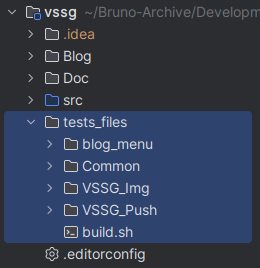 vssg ~/Bruno-Archive/Developm
.idea
Blog
Doc
src
tests_files
blog_menu
Common
VSSG_Img
VSSG_Push
build.sh
.editorconfig